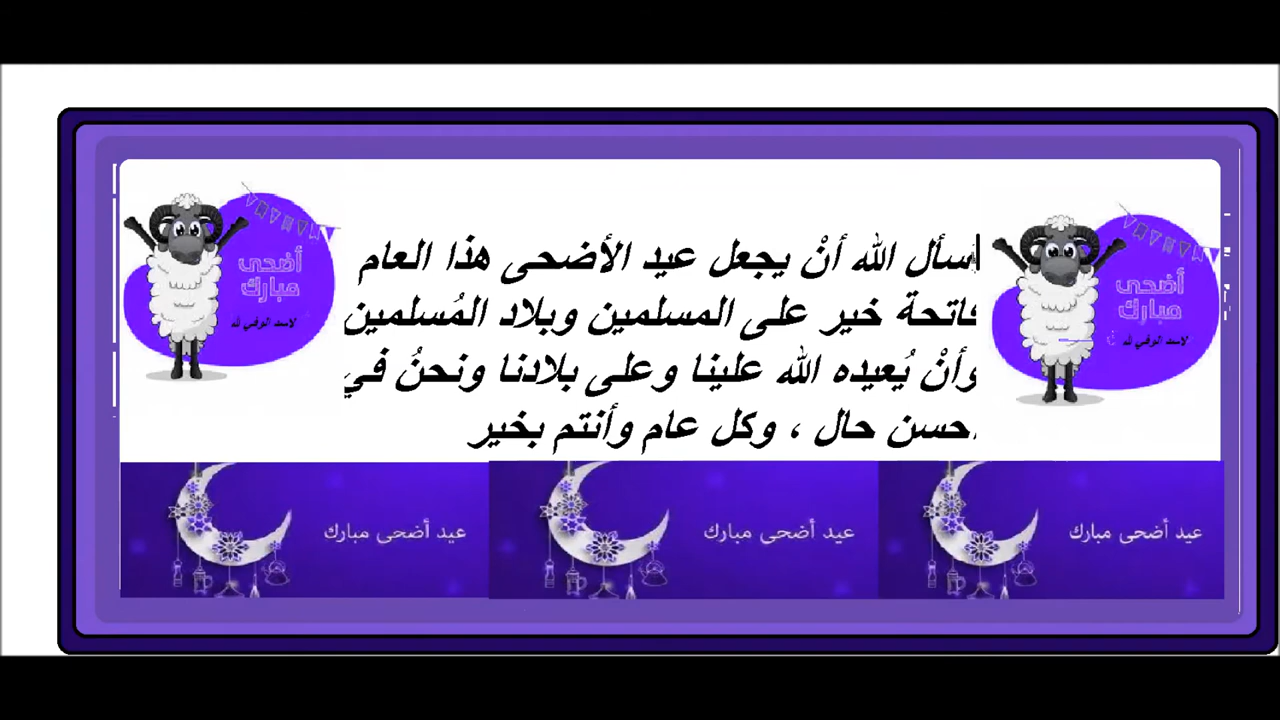 أسأل الله أنْ يجعل عيد الأضحى هذا العام
فاتحة خير على المسلمين وبلاد المُسلمين
وأنْ يُعيده الله علينا وعلى بلادنا ونحنُ في
أحسن حال ، وكل عام وأنتم بخير
أضحى
مبارك
أضحى
مبارك
عيد أضحى مبارك
عيد أضحى مبارك
عيد أضحى مبارك